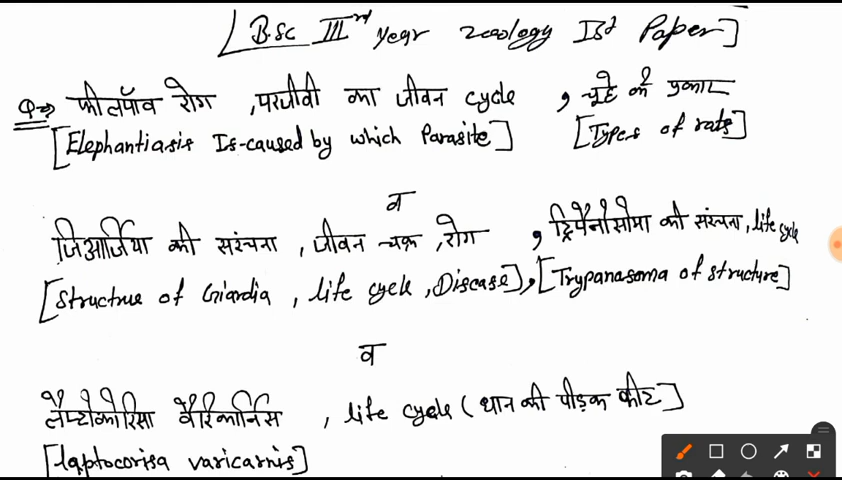 [B.Sc III rd year zoology Ist Paper]
Q→ फीलपाँव रोग , परजीवी का जीवन cycle , चूहे के प्रकार
[Elephantiasis Is caused by which Parasite] [Types of rats]
व
जिआर्जिया की संरचना , जीवन चक्र , रोग , ट्रिपैनोसोमा की संरचना, life cycle
[Structrue of Giardia , life cycle , Disease] , [Trypanasoma of structure]
व
लैप्टोकोरिसा वैरिकार्निस , life cycle ( धान की पीड़क कीट ]
[laptocorisa varicarnis]